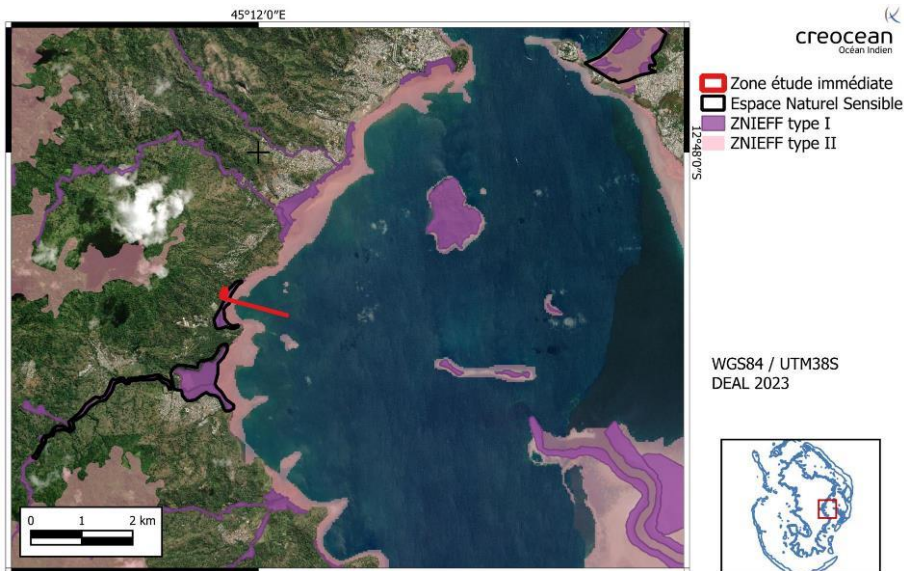 45°12'0"E
creocean
Océan Indien
Zone étude immédiate
Espace Naturel Sensible
ZNIEFF type I
ZNIEFF type II
12°48'0"S
WGS84 / UTM38S
DEAL 2023
0 1 2 km